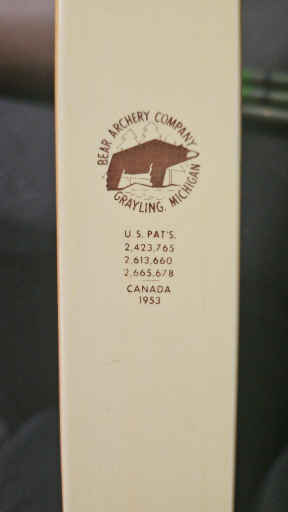 BEAR ARCHERY COMPANY
GRAYLING, MICHIGAN
U.S. PAT'S.
2,423,765
2,613,660
2,665,678
CANADA
1953